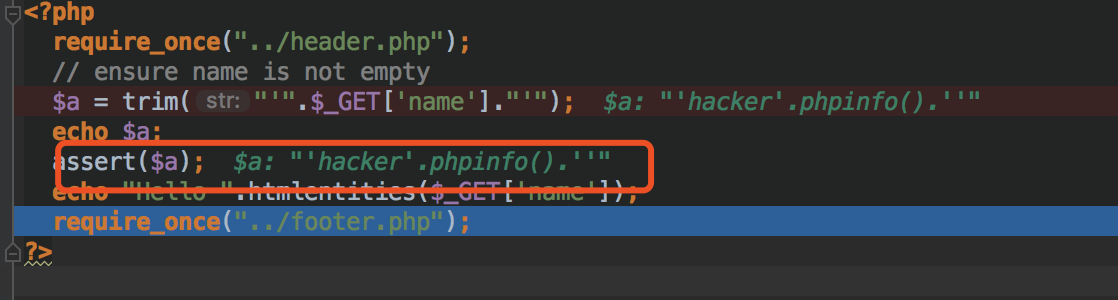 <?php
require_once("../header.php");
// ensure name is not empty
$a = trim( str: "'".$_GET['name']."'"); $a: "'hacker'.phpinfo().''"
echo $a;
assert($a); $a: "'hacker'.phpinfo().''"
echo "Hello ".htmlentities($_GET['name']);
require_once("../footer.php");
?>